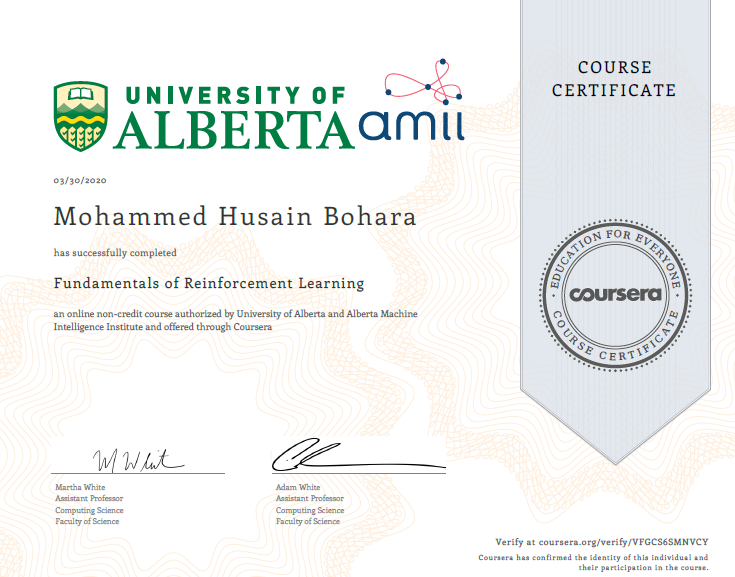 UNIVERSITY OF
ALBERTA
amii
COURSE
CERTIFICATE
03/30/2020
Mohammed Husain Bohara
has successfully completed
Fundamentals of Reinforcement Learning
an online non-credit course authorized by University of Alberta and Alberta Machine
Intelligence Institute and offered through Coursera
EDUCATION FOR EVERYONE
coursera
COURSE CERTIFICATE
M White
Martha White
Assistant Professor
Computing Science
Faculty of Science
Adam White
Assistant Professor
Computing Science
Faculty of Science
Verify at coursera.org/verify/VFGCS6SMNVCY
Coursera has confirmed the identity of this individual and
their participation in the course.